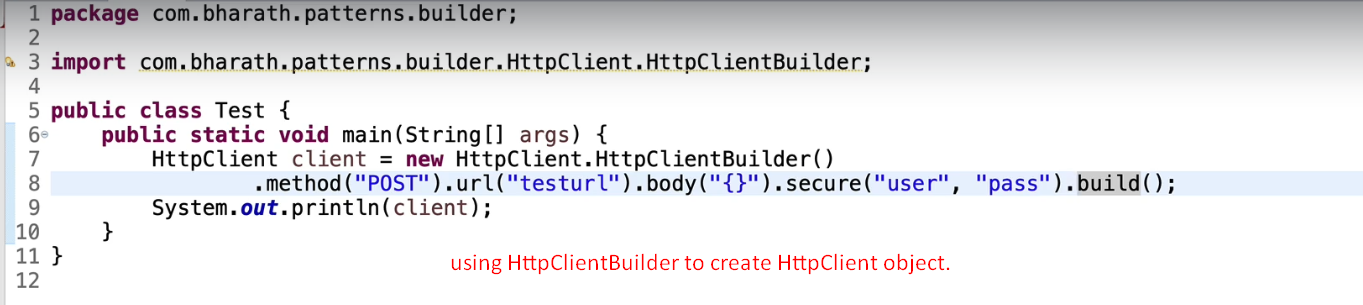 1 package com.bharath.patterns.builder;
2
3 import com.bharath.patterns.builder.HttpClient.HttpClientBuilder;
4
5 public class Test {
6 public static void main(String[] args) {
7 HttpClient client = new HttpClient.HttpClientBuilder()
8 .method("POST").url("testurl").body("{}").secure("user", "pass").build();
9 System.out.println(client);
10 }
11 }
12
using HttpClientBuilder to create HttpClient object.